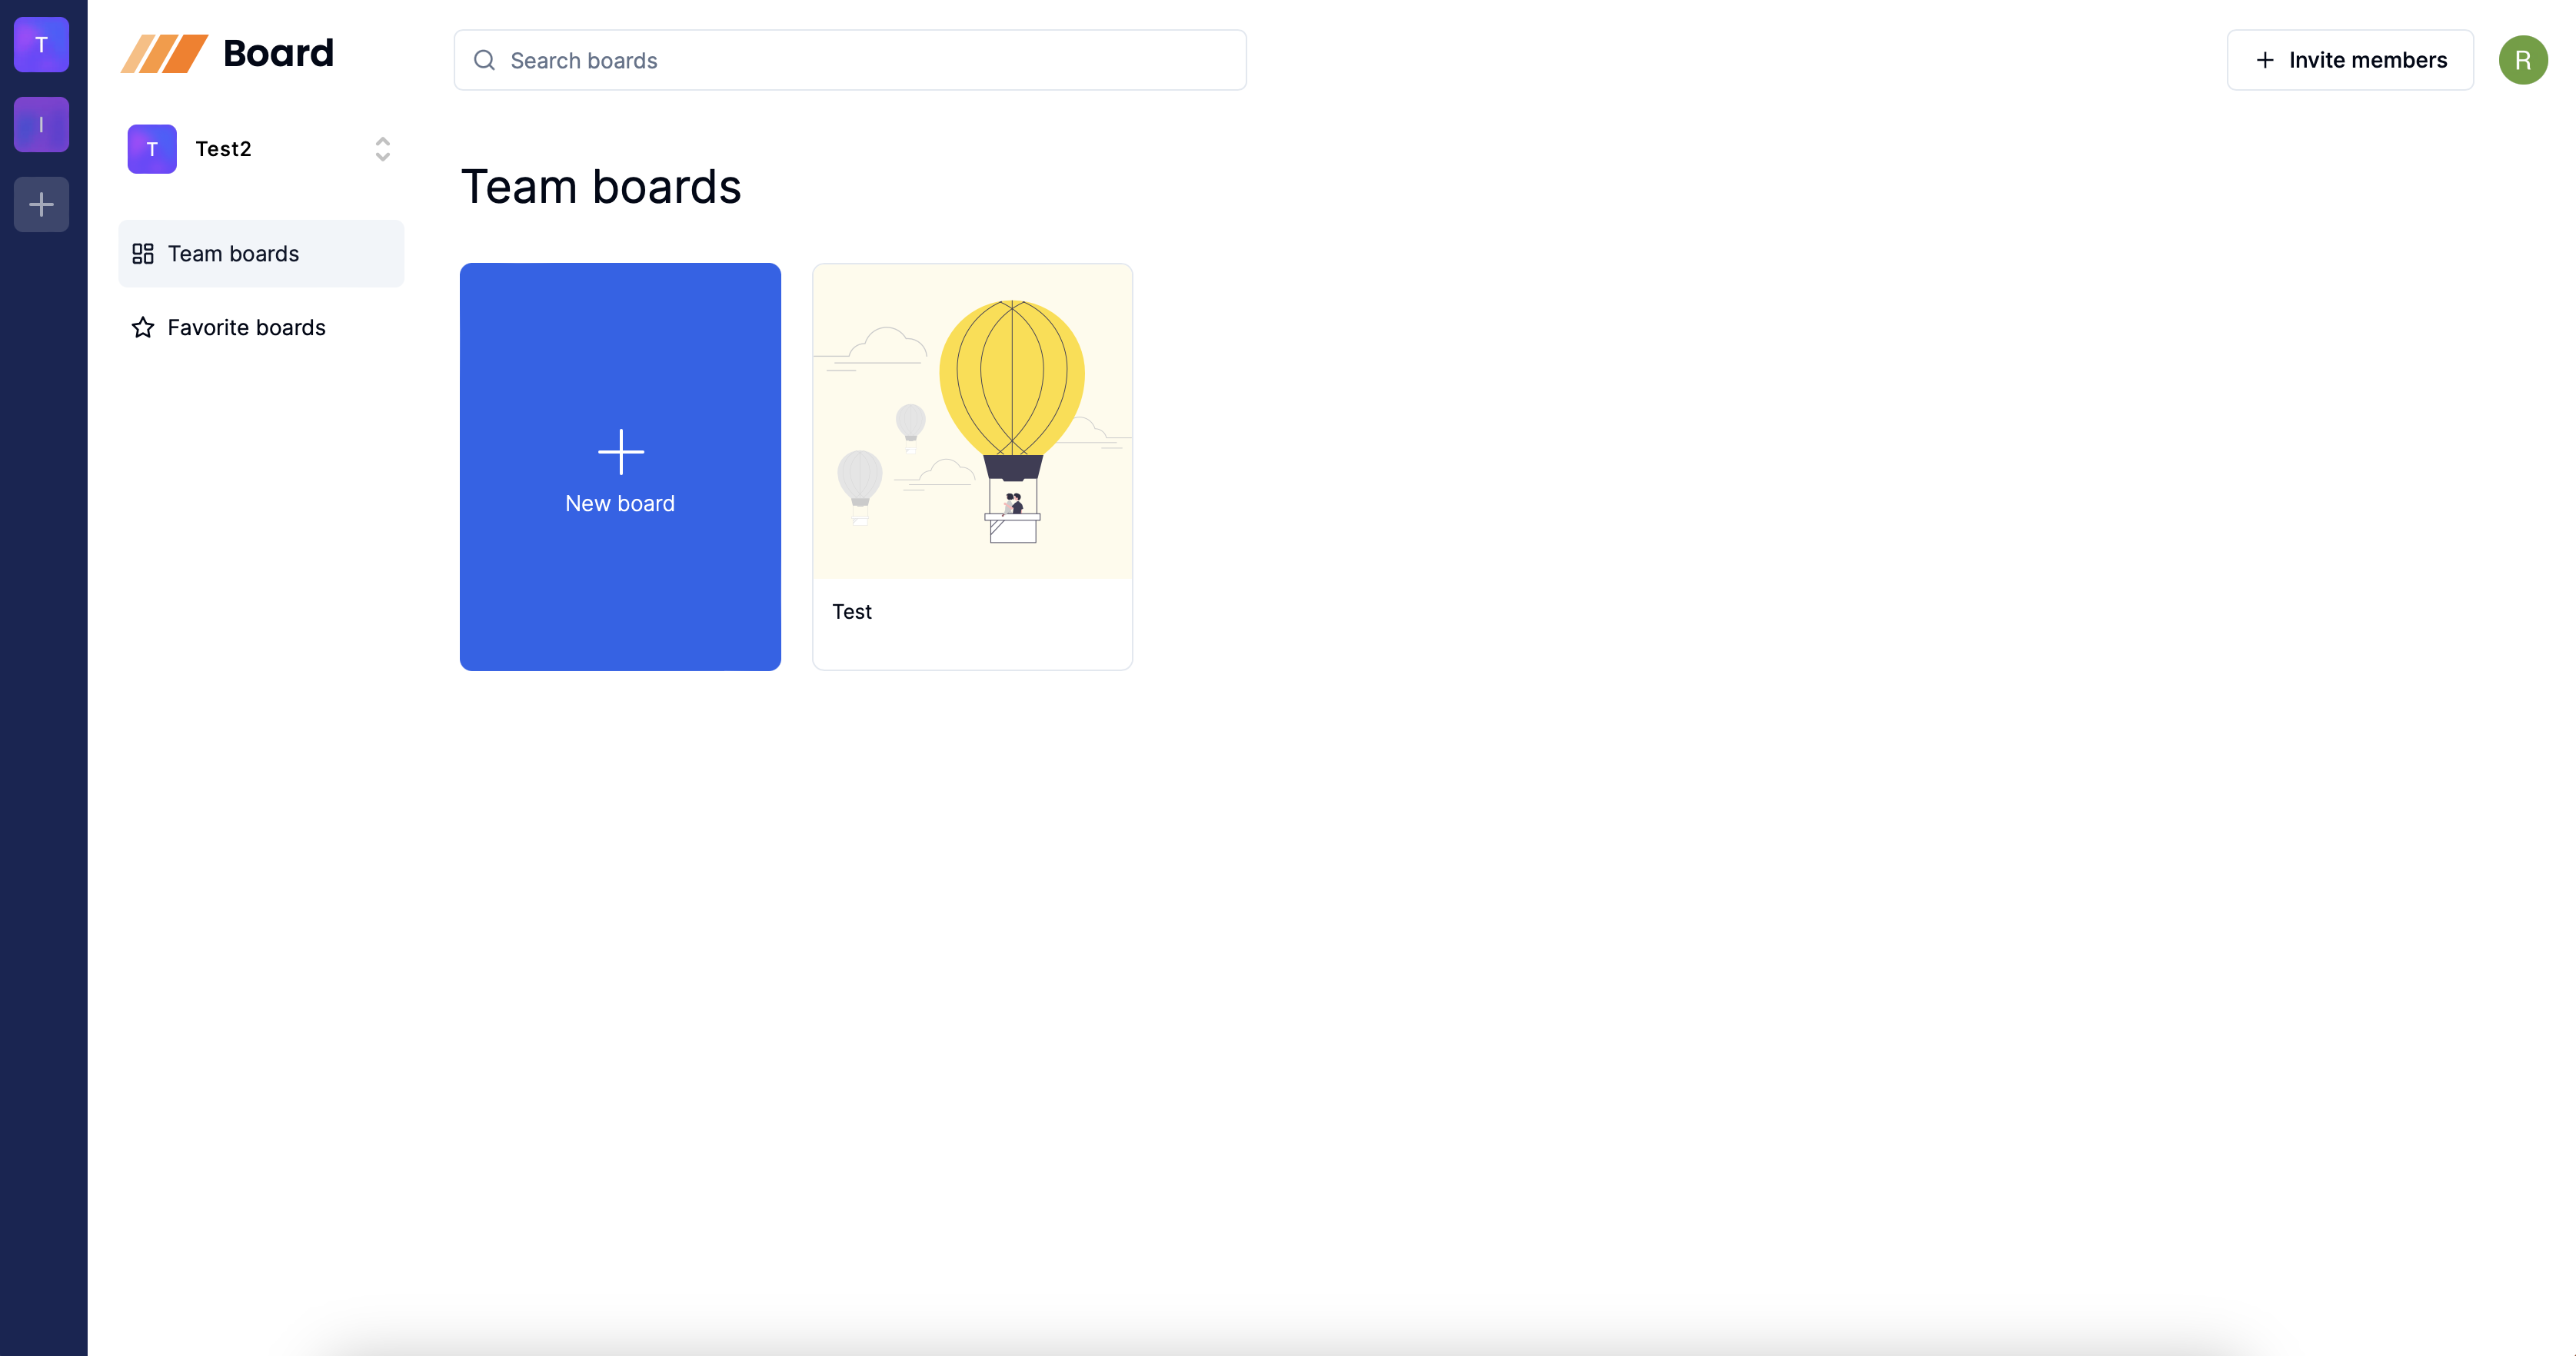 T
I
Board
T
Test2
Team boards
Favorite boards
Search boards
Invite members
R
Team boards
New board
Test